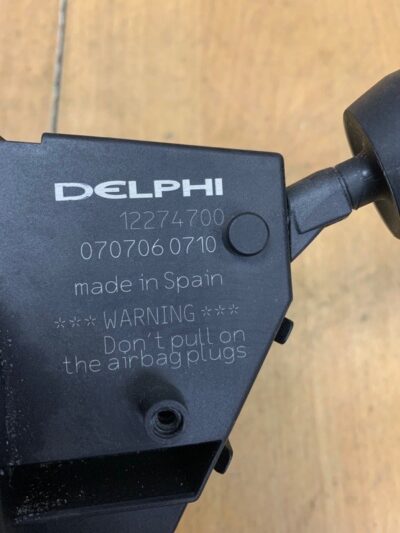 DELPHI
12274700
070706 0710
made in Spain
*** WARNING ***
Don't pull on
the airbag plugs